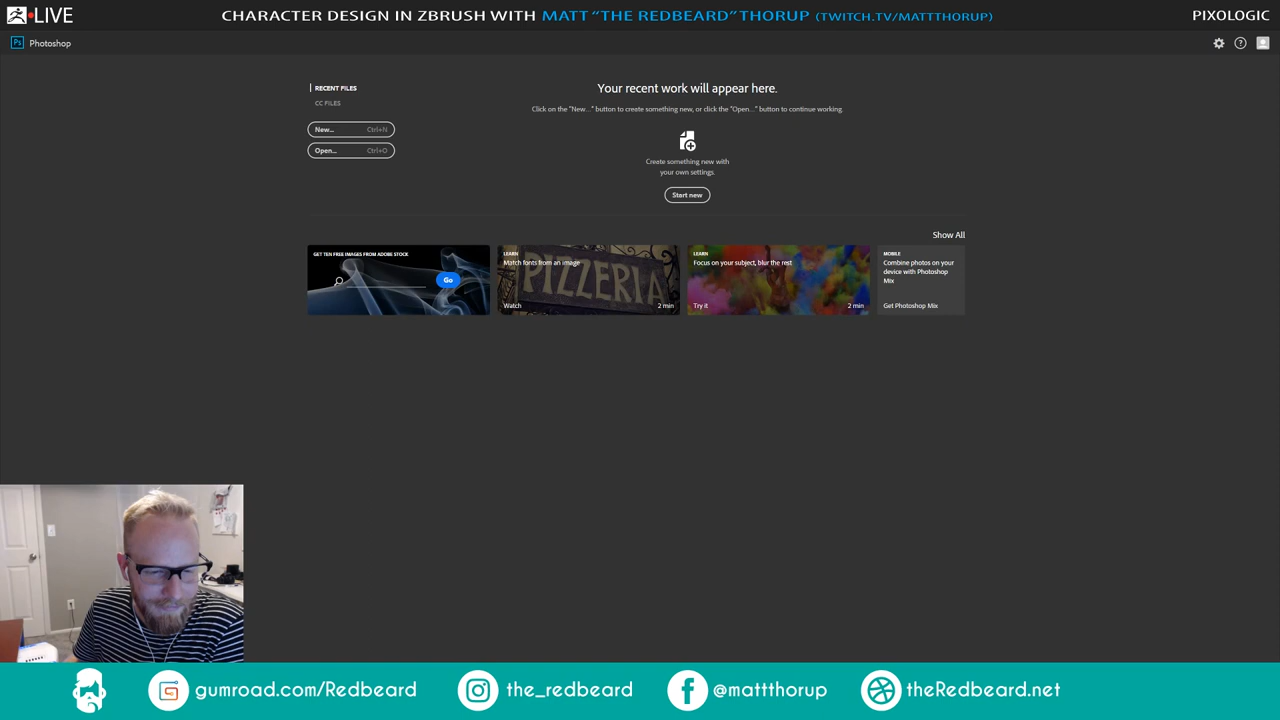 LIVE
CHARACTER DESIGN IN ZBRUSH WITH MATT “THE REDBEARD” THORUP (TWITCH.TV/MATTTHORUP)
PIXOLOGIC
Ps Photoshop
RECENT FILES
CC FILES
New... Ctrl+N
Open... Ctrl+O
Your recent work will appear here.
Click on the "New..." button to create something new, or click the "Open..." button to continue working.
Create something new with
your own settings.
Start new
Show All
GET TEN FREE IMAGES FROM ADOBE STOCK
Go
LEARN
Match fonts from an image
PIZZERIA
Watch 2 min
LEARN
Focus on your subject, blur the rest
Try it 2 min
MOBILE
Combine photos on your
device with Photoshop
Mix
Get Photoshop Mix
gumroad.com/Redbeard
the_redbeard
@mattthorup
theRedbeard.net